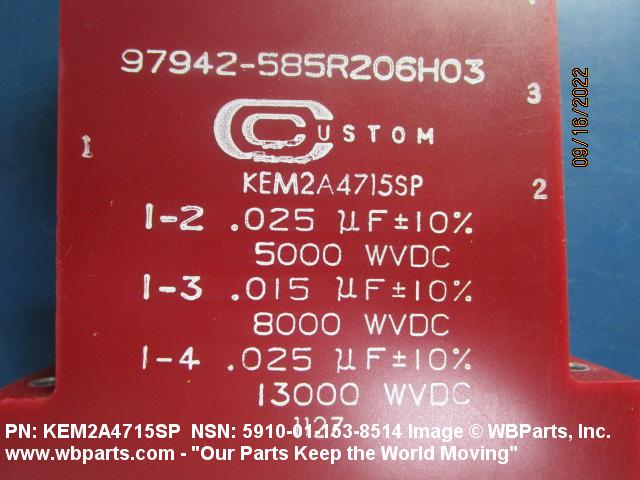 97942-585R206H03
3
CUSTOM
1
KEM2A4715SP
2
1-2 .025 µF±10%
5000 WVDC
1-3 .015 µF±10%
8000 WVDC
1-4 .025 µF±10%
13000 WVDC
1127
09/16/2022
PN: KEM2A4715SP NSN: 5910-01-153-8514 Image © WBParts, Inc.
www.wbparts.com - "Our Parts Keep the World Moving"